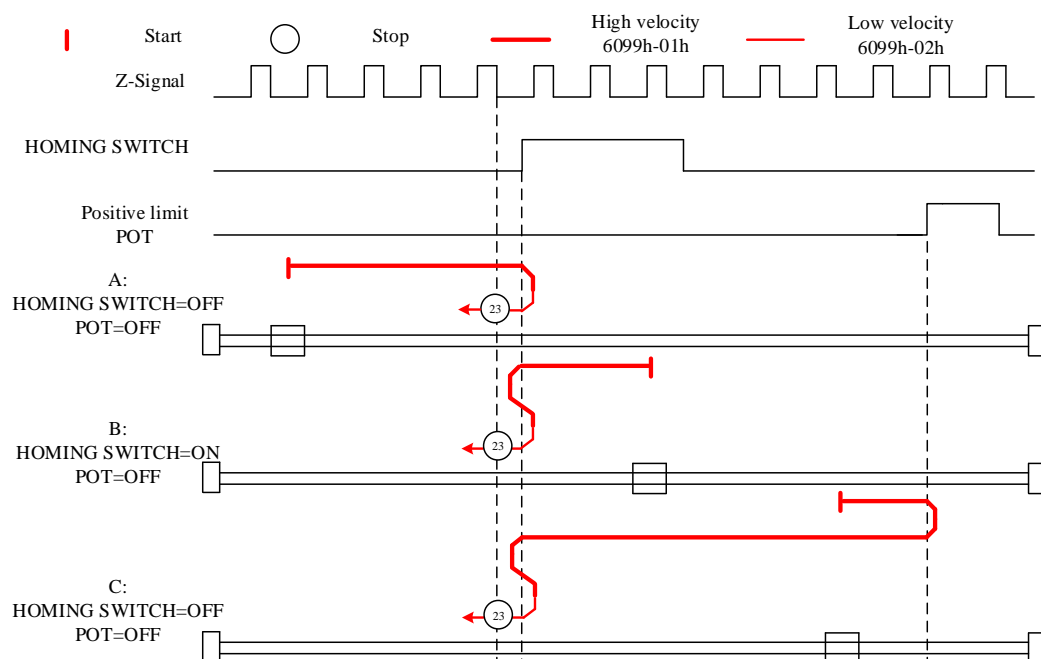 Start
Stop
High velocity
6099h-01h
Low velocity
6099h-02h
Z-Signal
HOMING SWITCH
Positive limit
POT
A:
HOMING SWITCH=OFF
POT=OFF
23
B:
HOMING SWITCH=ON
POT=OFF
23
C:
HOMING SWITCH=OFF
POT=OFF
23